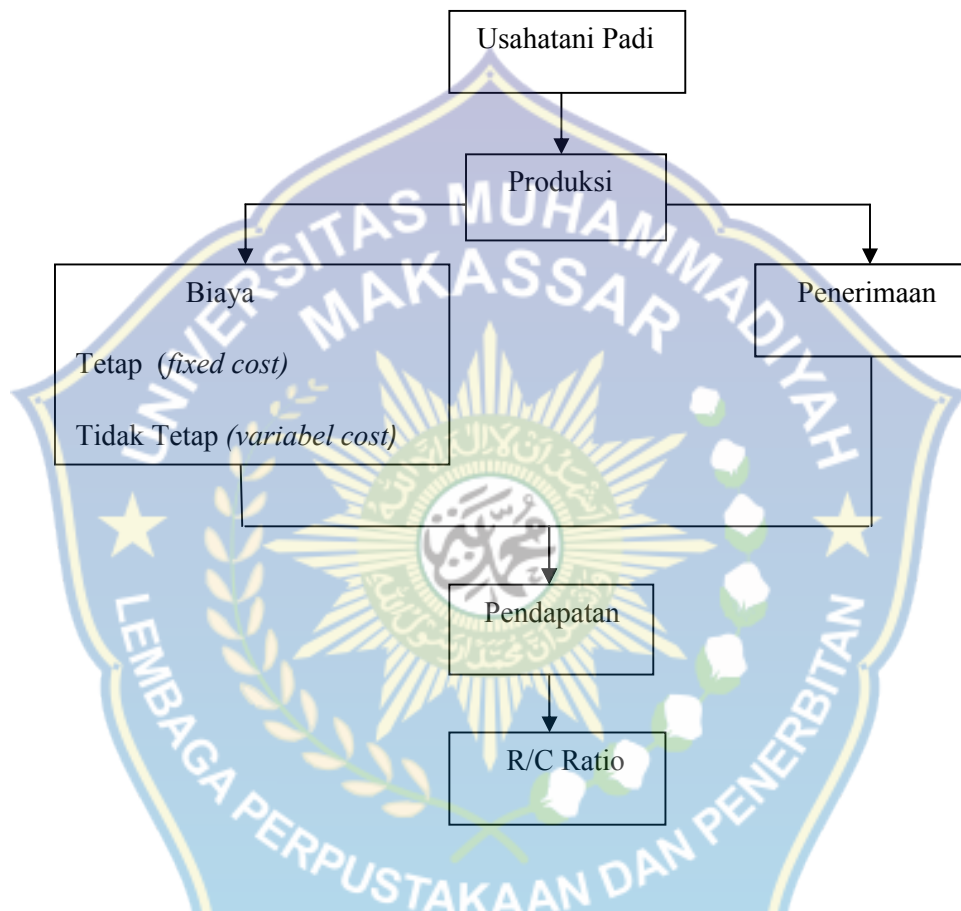 Usahatani Padi
Produksi
Biaya
Penerimaan
Tetap (fixed cost)
Tidak Tetap (variabel cost)
Pendapatan
R/C Ratio
UNIVERSITAS MUHAMMADIYAH
MAKASSAR
LEMBAGA PERPUSTAKAAN DAN PENERBITAN